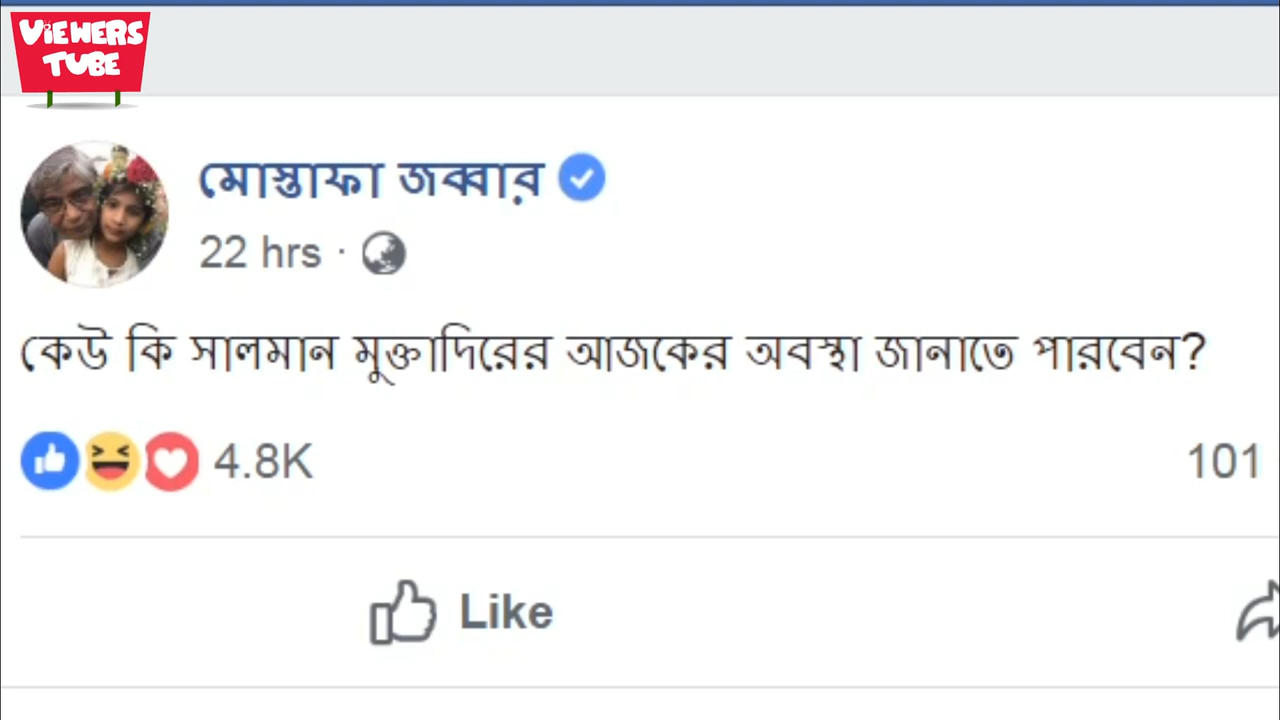 VIEWERS
TUBE
মোস্তাফা জব্বার
22 hrs ·
কেউ কি সালমান মুক্তাদিরের আজকের অবস্থা জানাতে পারবেন?
4.8K
101
Like